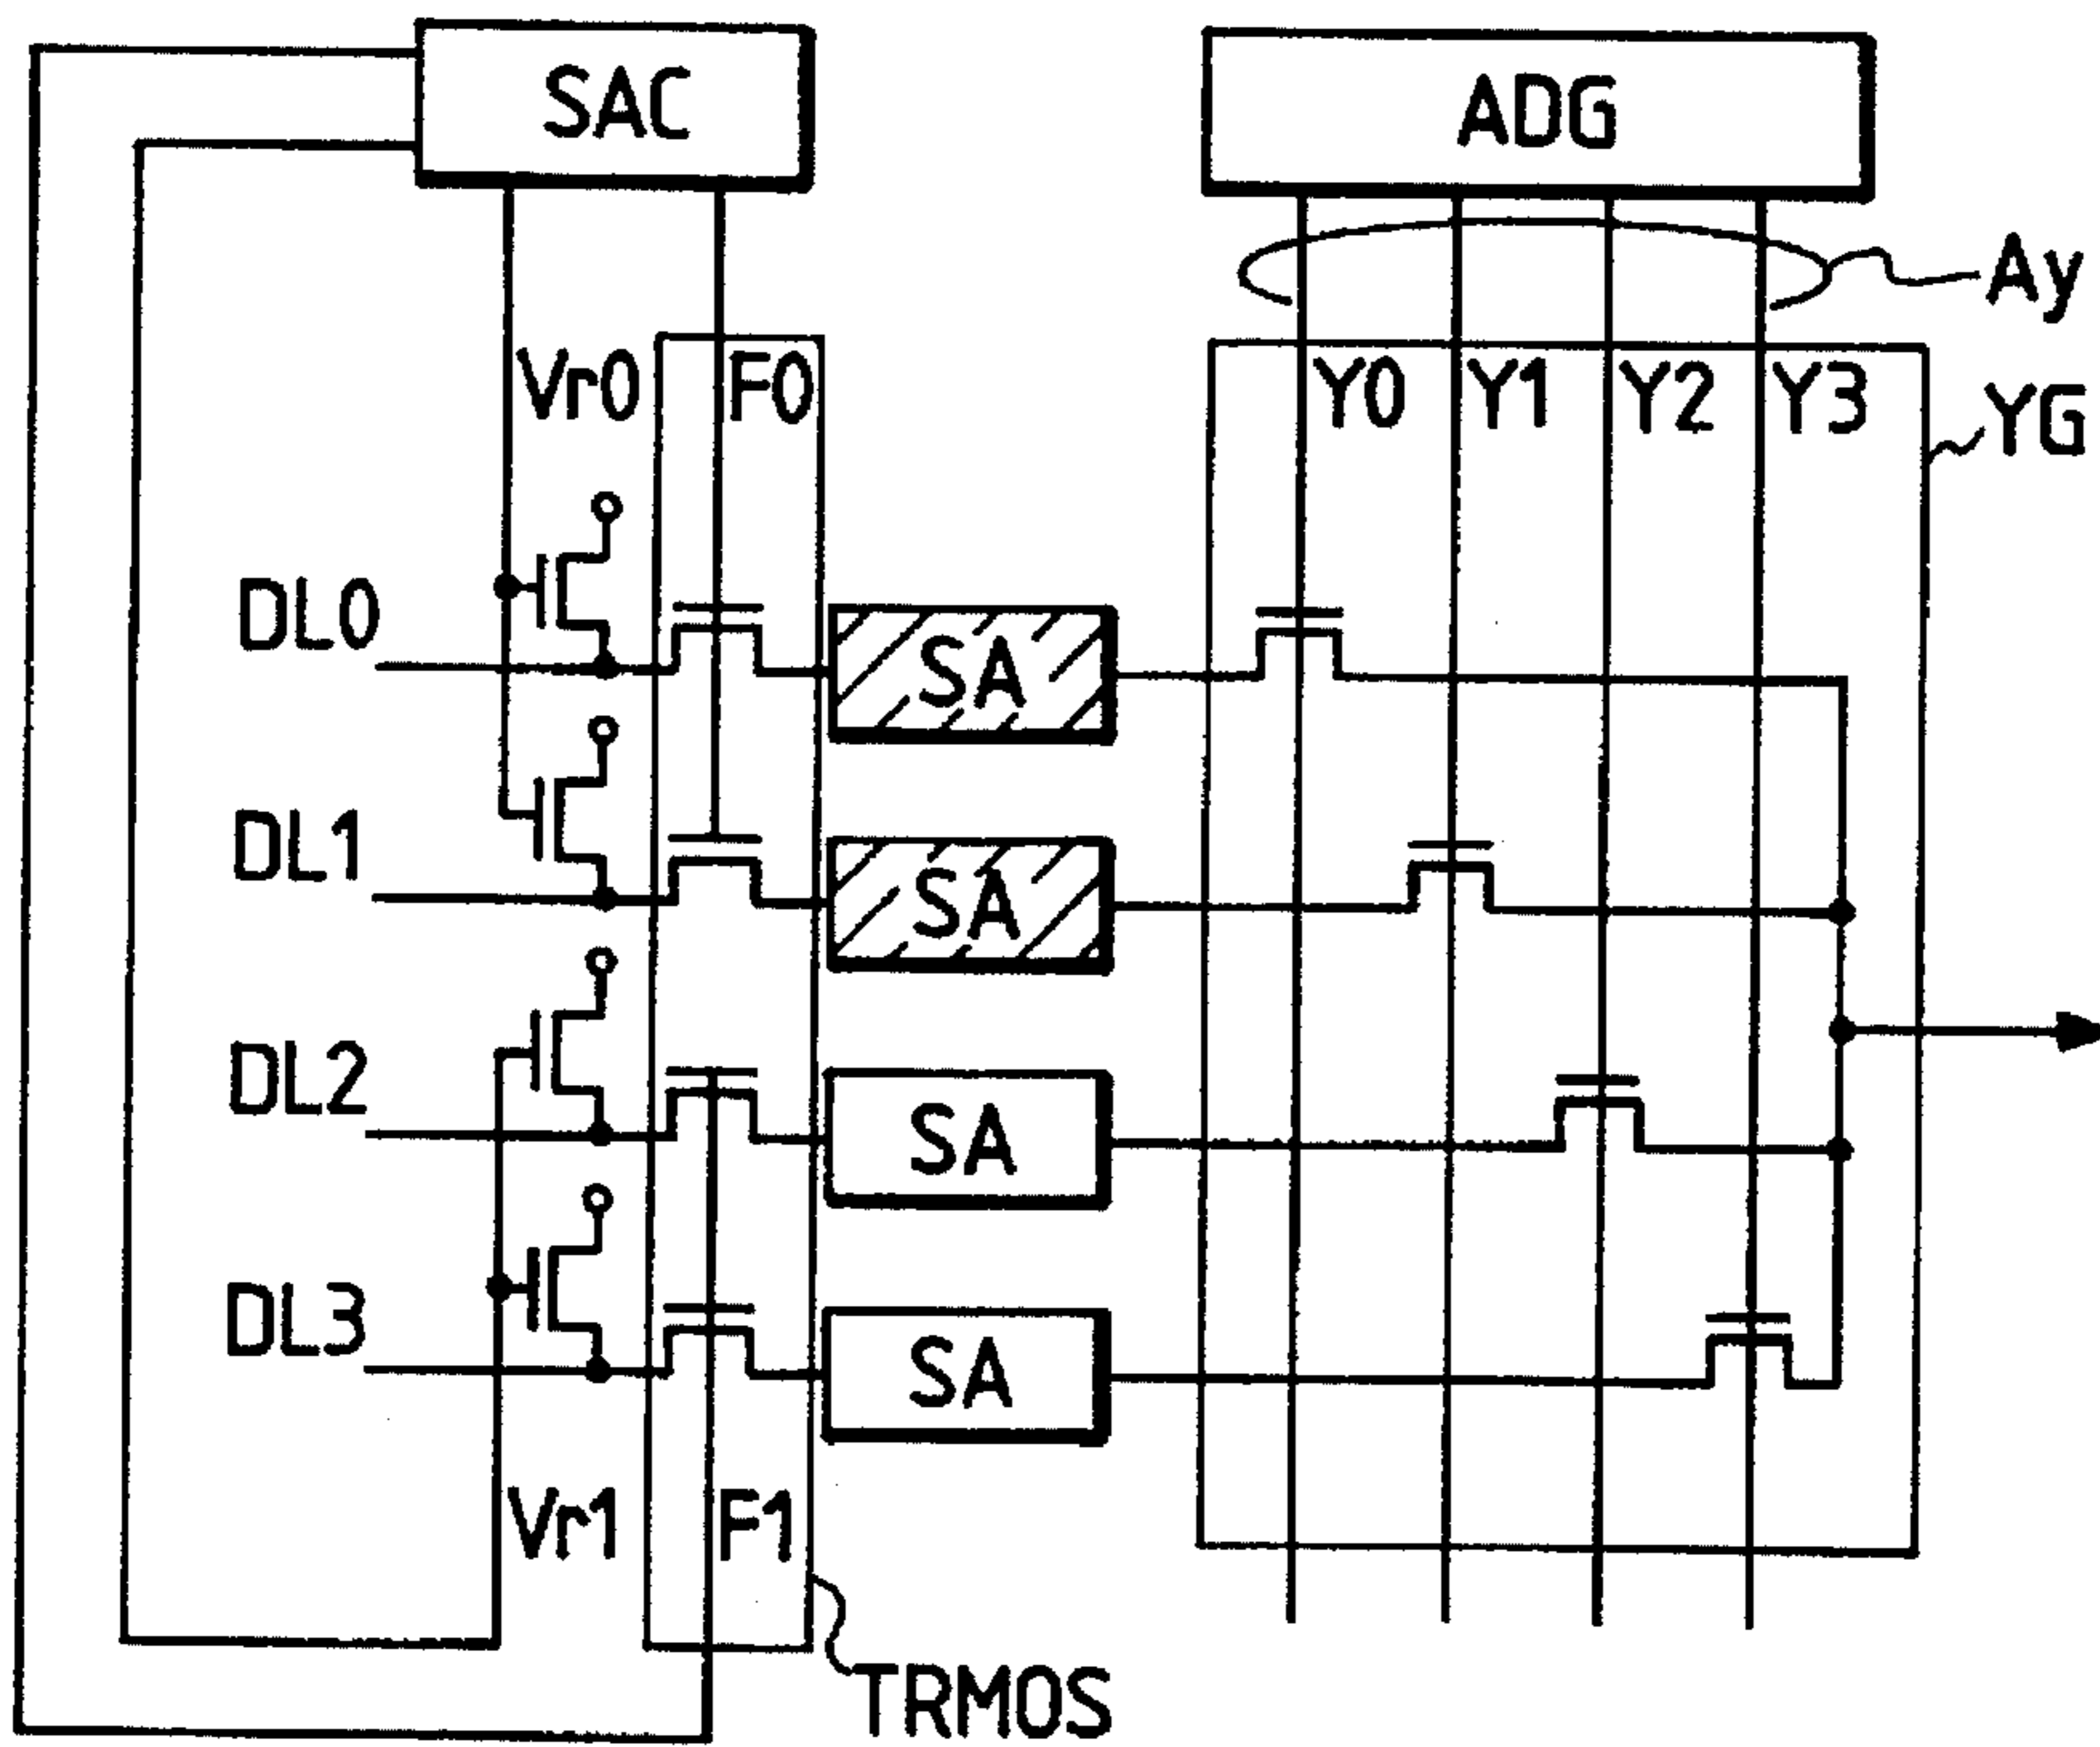 SAC
ADG
Ay
Vr0
F0
Y0
Y1
Y2
Y3
YG
DL0
SA
DL1
SA
DL2
SA
DL3
SA
Vr1
F1
TRMOS